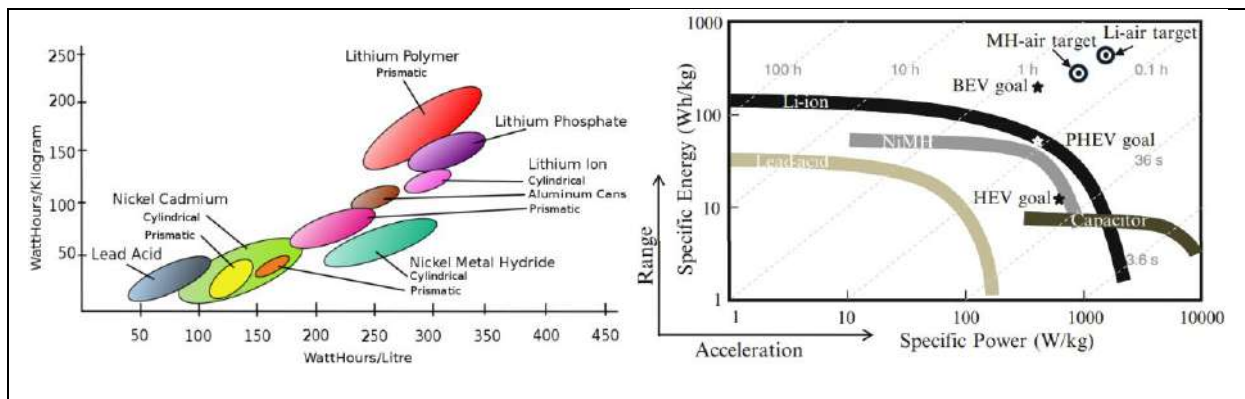 250
200
150
100
50
WattHours/Kilogram
Lithium Polymer
Prismatic
Lithium Phosphate
Lithium Ion
Cylindrical
Aluminum Cans
Prismatic
Nickel Cadmium
Cylindrical
Prismatic
Lead Acid
Nickel Metal Hydride
Cylindrical
Prismatic
50 100 150 200 250 300 350 400 450
WattHours/Litre
1000
100
10
1
Specific Energy (Wh/kg)
Range
MH-air target
Li-air target
100 h
10 h
1 h
0.1 h
BEV goal
Li-ion
NiMH
PHEV goal
Lead-acid
36 s
HEV goal
Capacitor
3.6 s
1 10 100 1000 10000
Acceleration
Specific Power (W/kg)